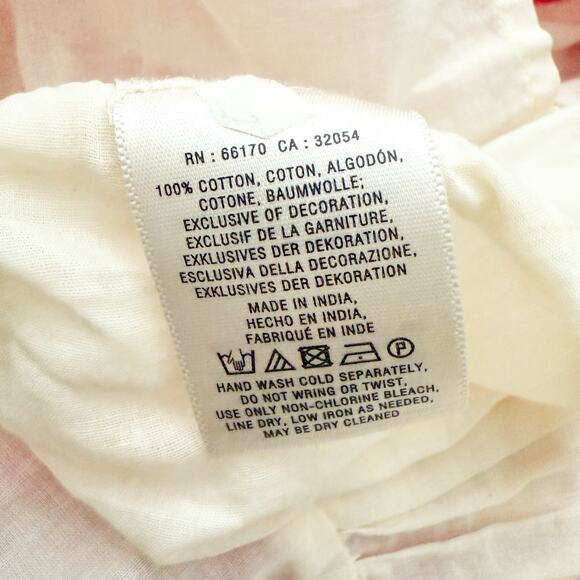 RN : 66170 CA : 32054
100% COTTON, COTON, ALGODÓN,
COTONE, BAUMWOLLE;
EXCLUSIVE OF DECORATION,
EXCLUSIF DE LA GARNITURE,
EXKLUSIVES DER DEKORATION,
ESCLUSIVA DELLA DECORAZIONE,
EXKLUSIVES DER DEKORATION
MADE IN INDIA,
HECHO EN INDIA,
FABRIQUÉ EN INDE
P
HAND WASH COLD SEPARATELY,
DO NOT WRING OR TWIST,
USE ONLY NON-CHLORINE BLEACH,
LINE DRY, LOW IRON AS NEEDED,
MAY BE DRY CLEANED